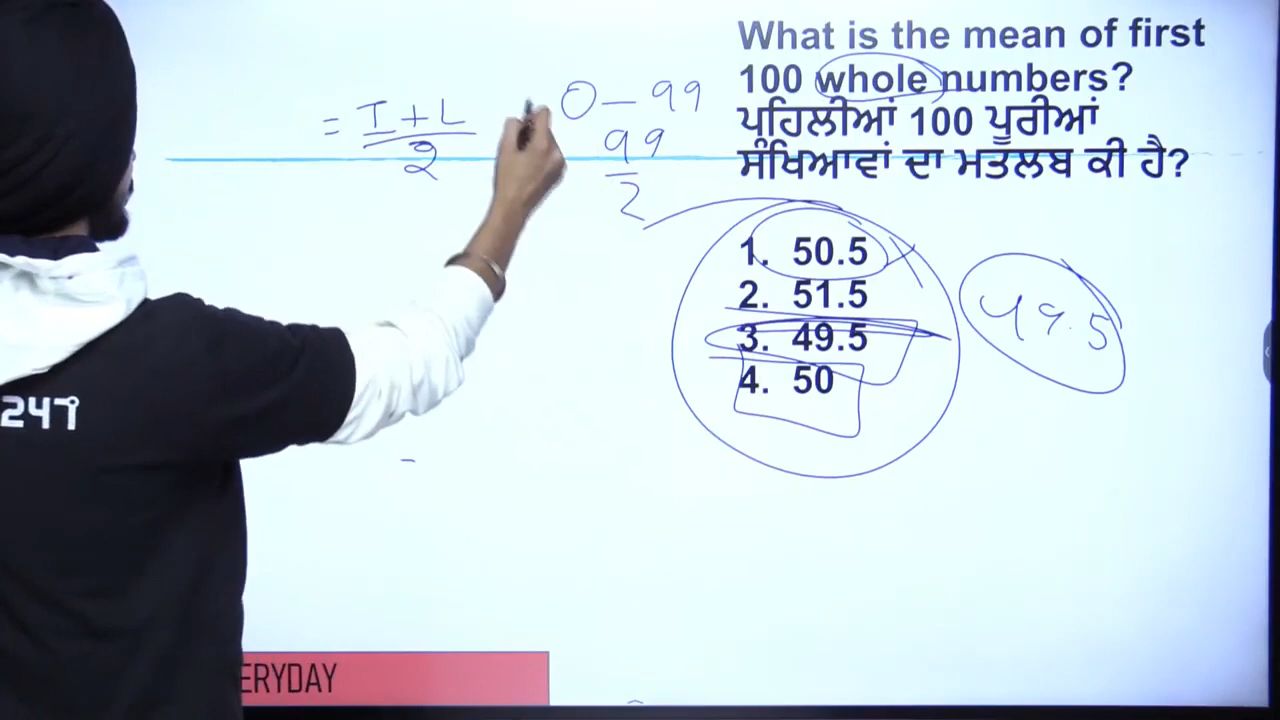 What is the mean of first
100 whole numbers?
ਪਹਿਲੀਆਂ 100 ਪੂਰੀਆਂ
ਸੰਖਿਆਵਾਂ ਦਾ ਮਤਲਬ ਕੀ ਹੈ?
= I + L
2
0 - 99
99
2
1. 50.5
2. 51.5
3. 49.5
4. 50
49.5
247
ERYDAY